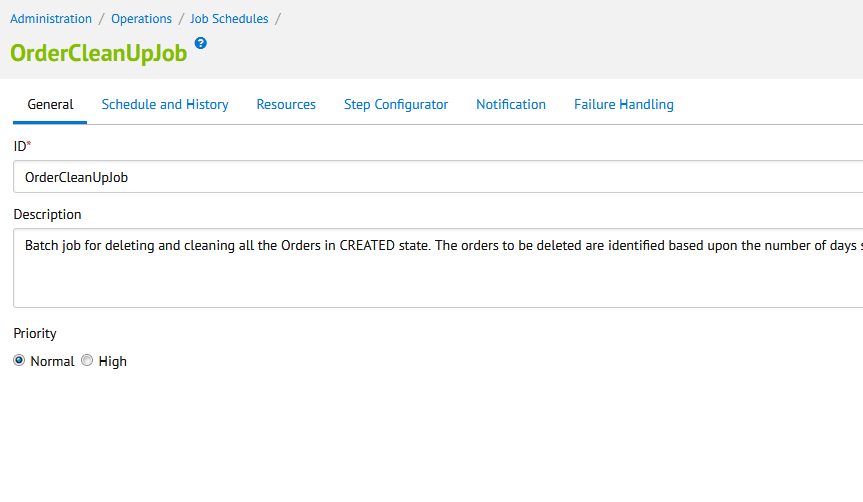 Administration / Operations / Job Schedules /
OrderCleanUpJob ?
General Schedule and History Resources Step Configurator Notification Failure Handling
ID*
OrderCleanUpJob
Description
Batch job for deleting and cleaning all the Orders in CREATED state. The orders to be deleted are identified based upon the number of days
Priority
Normal High